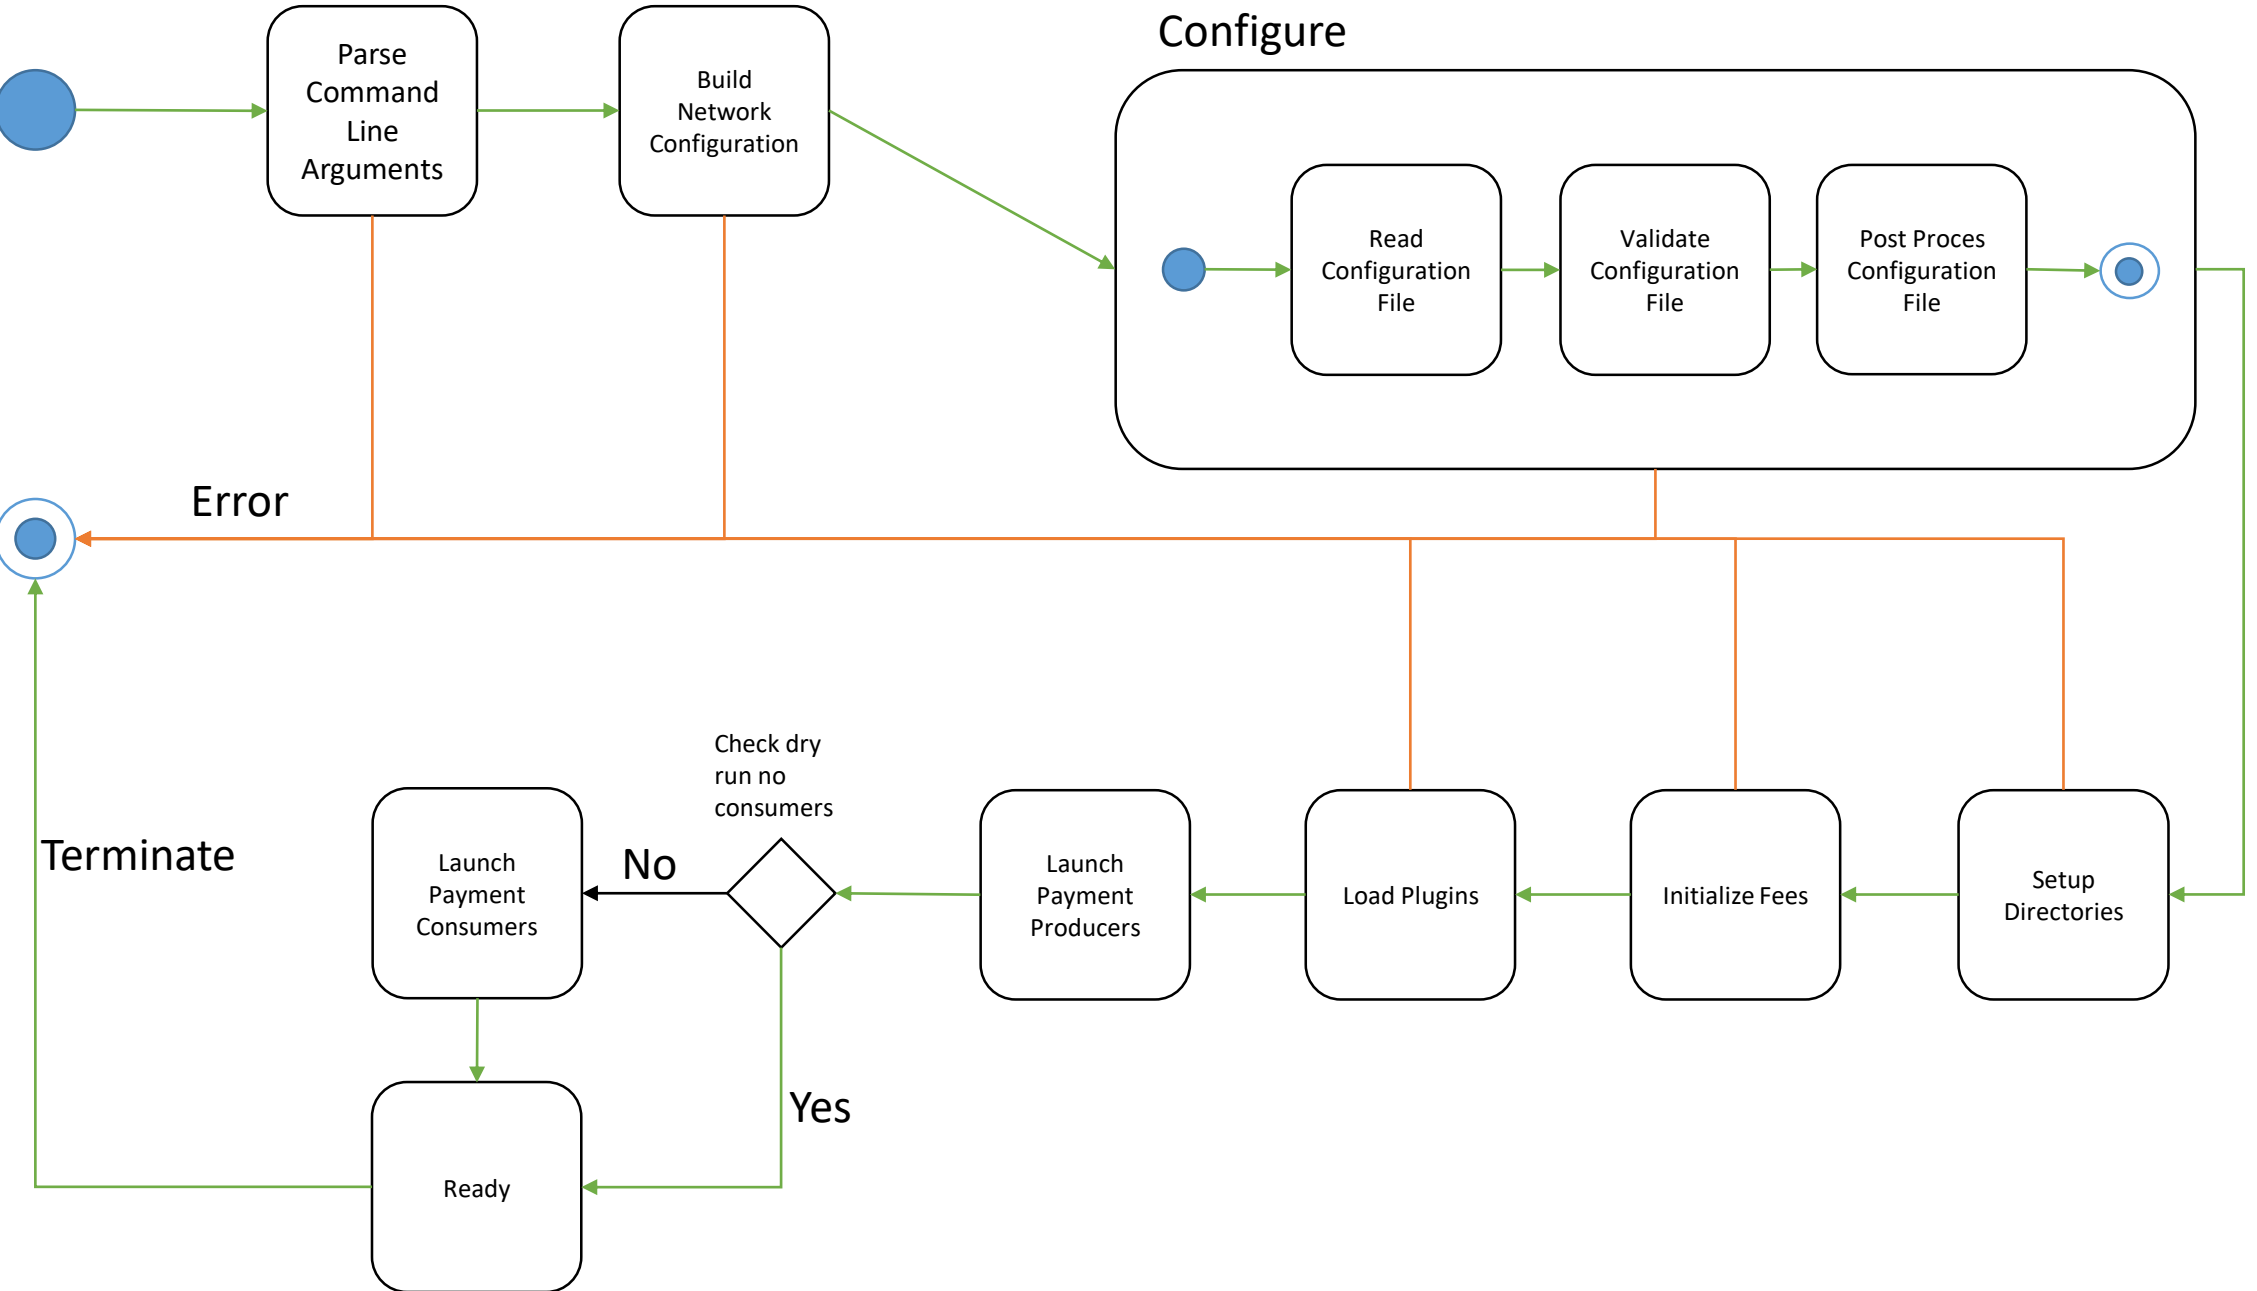 Configure
Parse
Command
Line
Arguments
Build
Network
Configuration
Read
Configuration
File
Validate
Configuration
File
Post Proces
Configuration
File
Error
Check dry
run no
consumers
Terminate
Launch
Payment
Consumers
No
Launch
Payment
Producers
Load Plugins
Initialize Fees
Setup
Directories
Yes
Ready